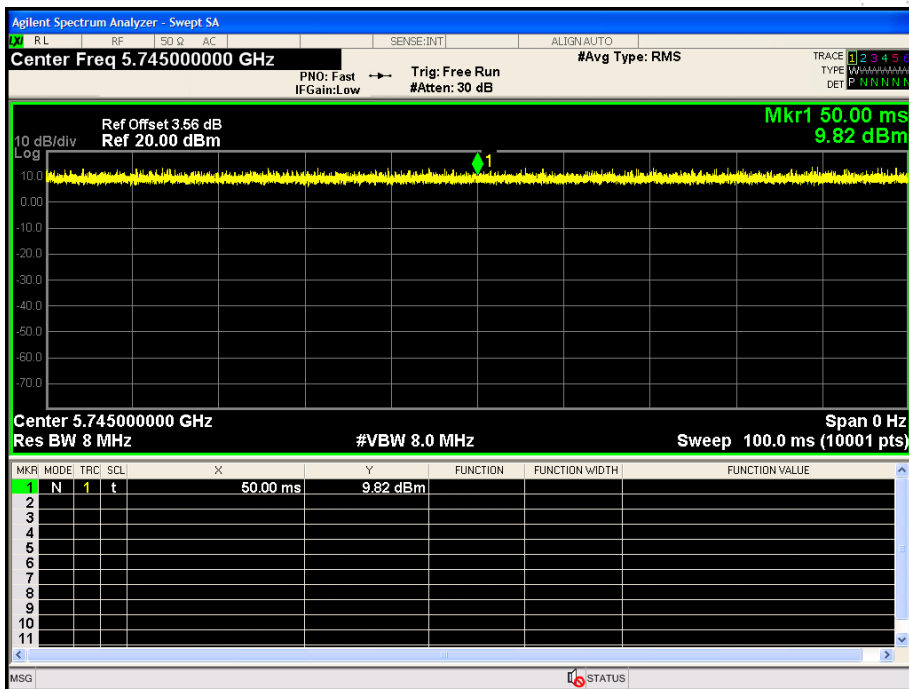 Agilent Spectrum Analyzer - Swept SA
LXI RL RF 50 Ω AC SENSE:INT ALIGN AUTO
Center Freq 5.745000000 GHz #Avg Type: RMS TRACE 1 2 3 4 5 6
PNO: Fast Trig: Free Run TYPE W
IFGain:Low #Atten: 30 dB DET P N N N N N
Mkr1 50.00 ms
Ref Offset 3.56 dB
10 dB/div Ref 20.00 dBm 9.82 dBm
Log
1
10.0
0.00
-10.0
-20.0
-30.0
-40.0
-50.0
-60.0
-70.0
Center 5.745000000 GHz Span 0 Hz
Res BW 8 MHz #VBW 8.0 MHz Sweep 100.0 ms (10001 pts)
MKR MODE TRC SCL X Y FUNCTION FUNCTION WIDTH FUNCTION VALUE
1 N 1 t 50.00 ms 9.82 dBm
2
3
4
5
6
7
8
9
10
11
MSG STATUS